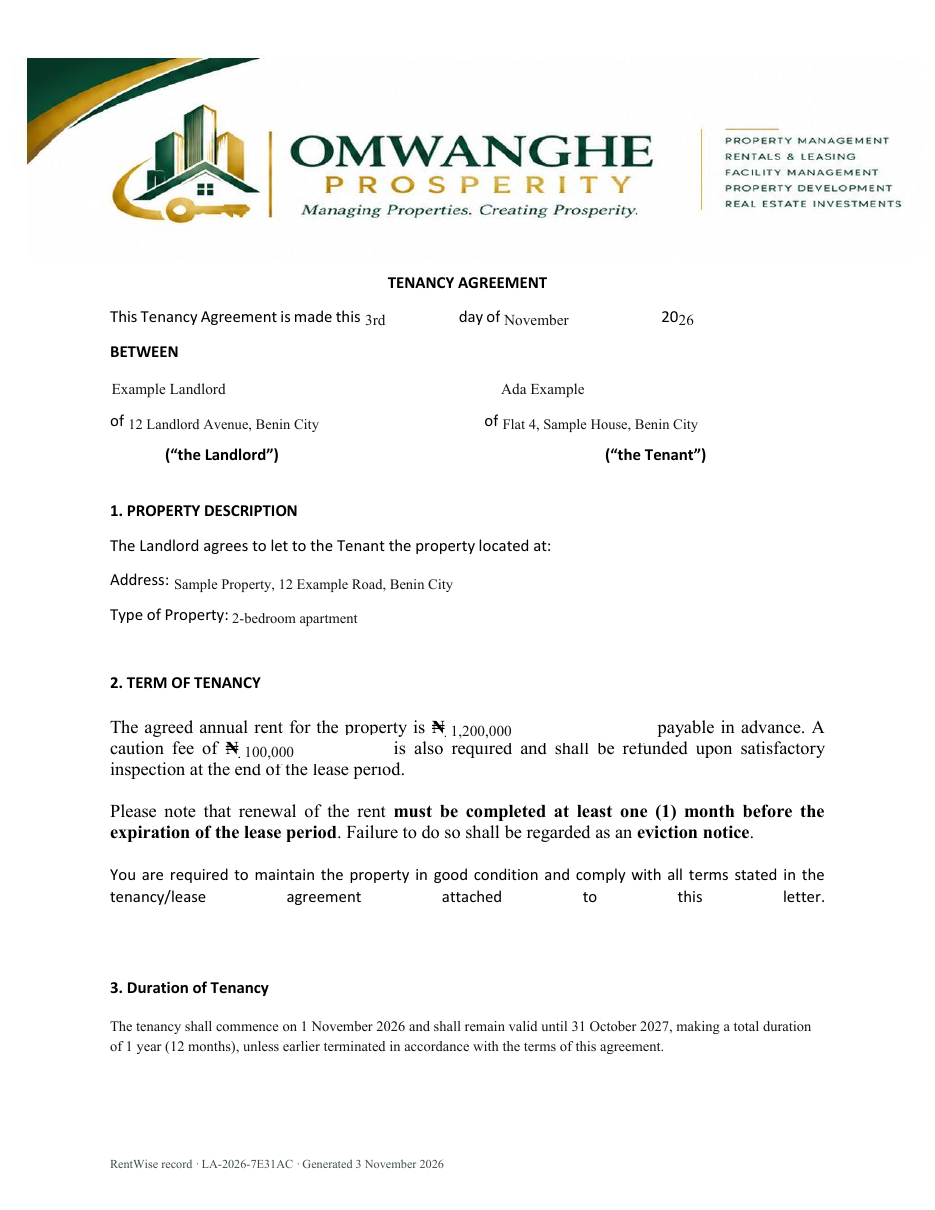 OMWANGHE
PROSPERITY
Managing Properties. Creating Prosperity.
PROPERTY MANAGEMENT
RENTALS & LEASING
FACILITY MANAGEMENT
PROPERTY DEVELOPMENT
REAL ESTATE INVESTMENTS
TENANCY AGREEMENT
This Tenancy Agreement is made this 3rd day of November 2026
BETWEEN
Example Landlord Ada Example
of 12 Landlord Avenue, Benin City of Flat 4, Sample House, Benin City
(“the Landlord”) (“the Tenant”)
1. PROPERTY DESCRIPTION
The Landlord agrees to let to the Tenant the property located at:
Address: Sample Property, 12 Example Road, Benin City
Type of Property: 2-bedroom apartment
2. TERM OF TENANCY
The agreed annual rent for the property is ₦ 1,200,000 payable in advance. A
caution fee of ₦ 100,000 is also required and shall be refunded upon satisfactory
inspection at the end of the lease period.
Please note that renewal of the rent must be completed at least one (1) month before the
expiration of the lease period. Failure to do so shall be regarded as an eviction notice.
You are required to maintain the property in good condition and comply with all terms stated in the
tenancy/lease agreement attached to this letter.
3. Duration of Tenancy
The tenancy shall commence on 1 November 2026 and shall remain valid until 31 October 2027, making a total duration
of 1 year (12 months), unless earlier terminated in accordance with the terms of this agreement.
RentWise record · LA-2026-7E31AC · Generated 3 November 2026